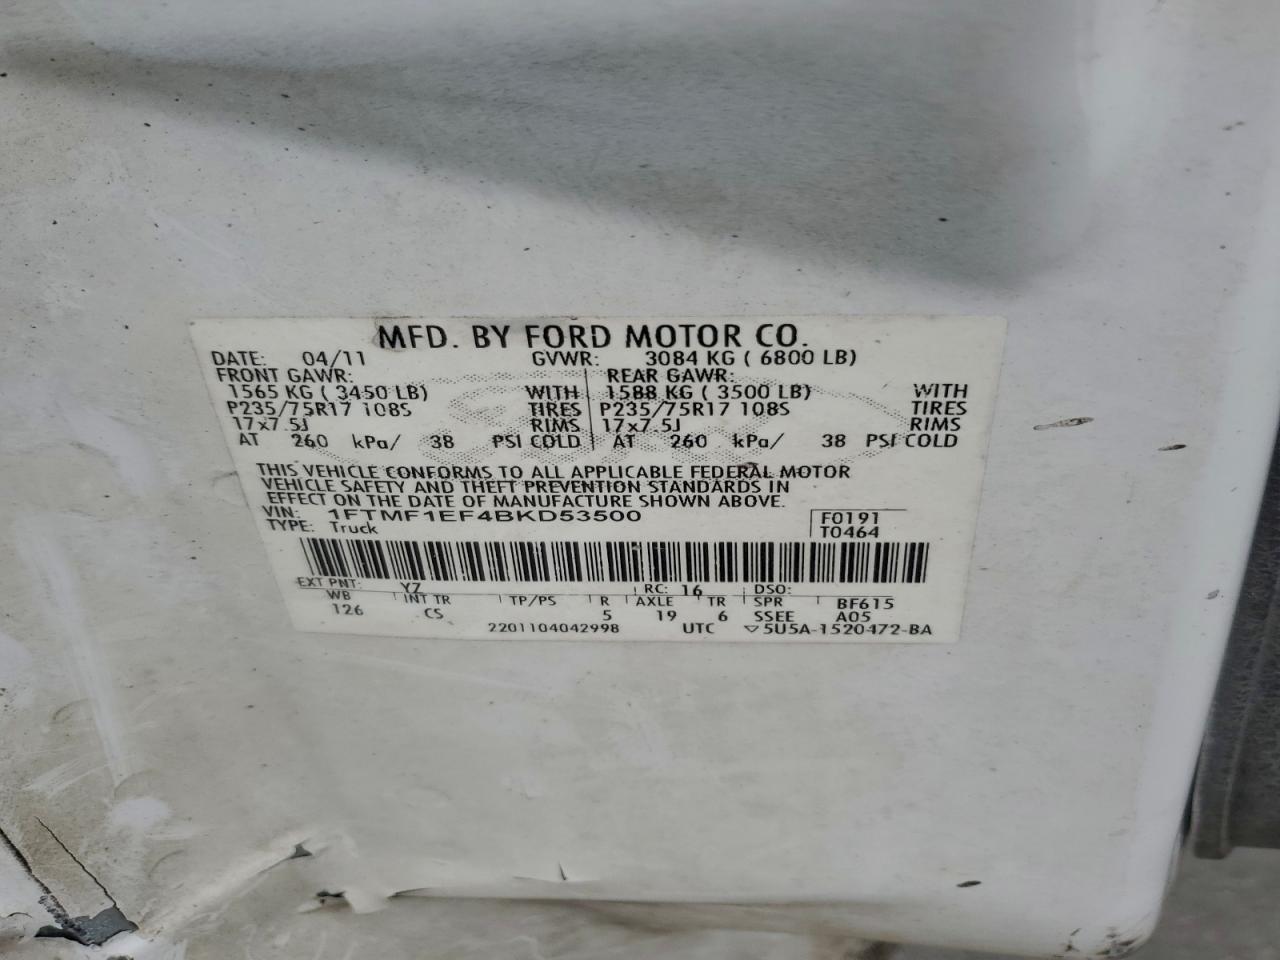 MFD. BY FORD MOTOR CO.
DATE: 04/11 GVWR: 3084 KG ( 6800 LB)
FRONT GAWR: REAR GAWR:
1565 KG ( 3450 LB) WITH 1588 KG ( 3500 LB) WITH
P235/75R17 108S TIRES P235/75R17 108S TIRES
17x7.5J RIMS 17x7.5J RIMS
AT 260 kPa/ 38 PSI COLD AT 260 kPa/ 38 PSI COLD
THIS VEHICLE CONFORMS TO ALL APPLICABLE FEDERAL MOTOR
VEHICLE SAFETY AND THEFT PREVENTION STANDARDS IN
EFFECT ON THE DATE OF MANUFACTURE SHOWN ABOVE.
VIN: 1FTMF1EF4BKD53500 F0191
TYPE: Truck T0464
EXT PNT: YZ RC: 16 DSO:
WB INT TR TP/PS R AXLE TR SPR BF615
126 CS 5 19 6 SSEE A05
2201104042998 UTC ▽5U5A-1520472-BA